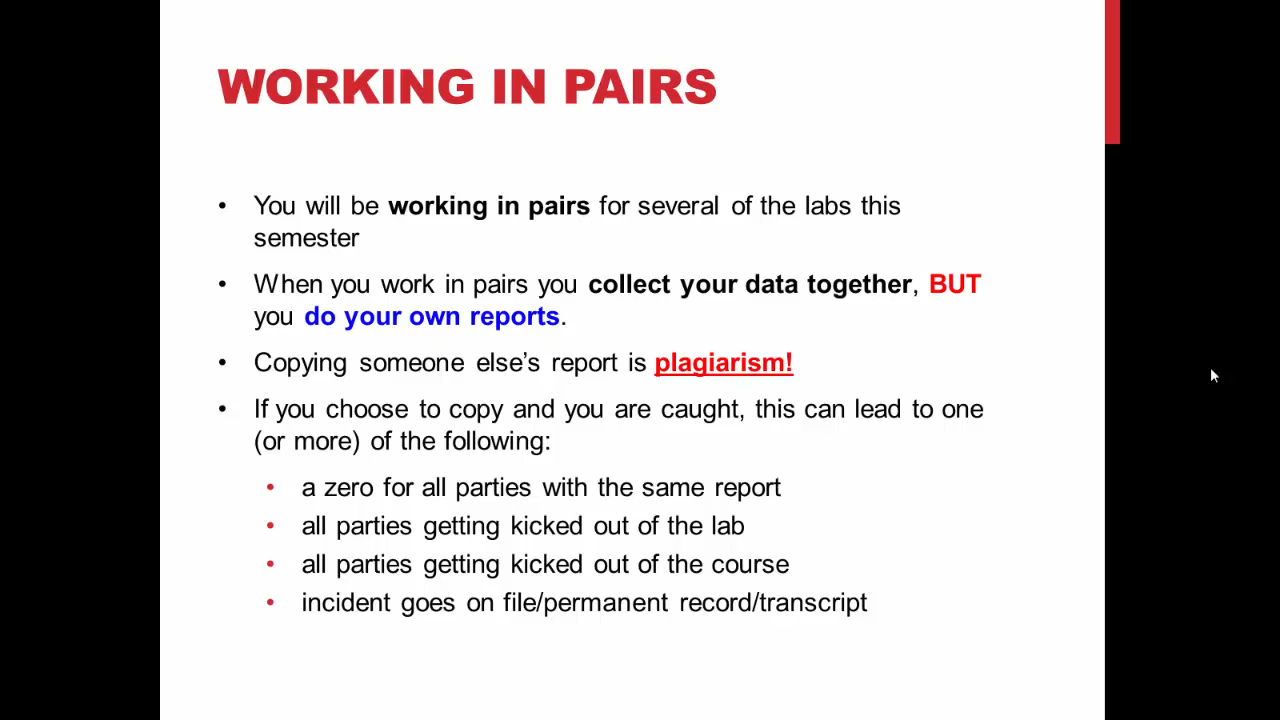 WORKING IN PAIRS
• You will be working in pairs for several of the labs this
semester
• When you work in pairs you collect your data together, BUT
you do your own reports.
• Copying someone else’s report is plagiarism!
• If you choose to copy and you are caught, this can lead to one
(or more) of the following:
• a zero for all parties with the same report
• all parties getting kicked out of the lab
• all parties getting kicked out of the course
• incident goes on file/permanent record/transcript